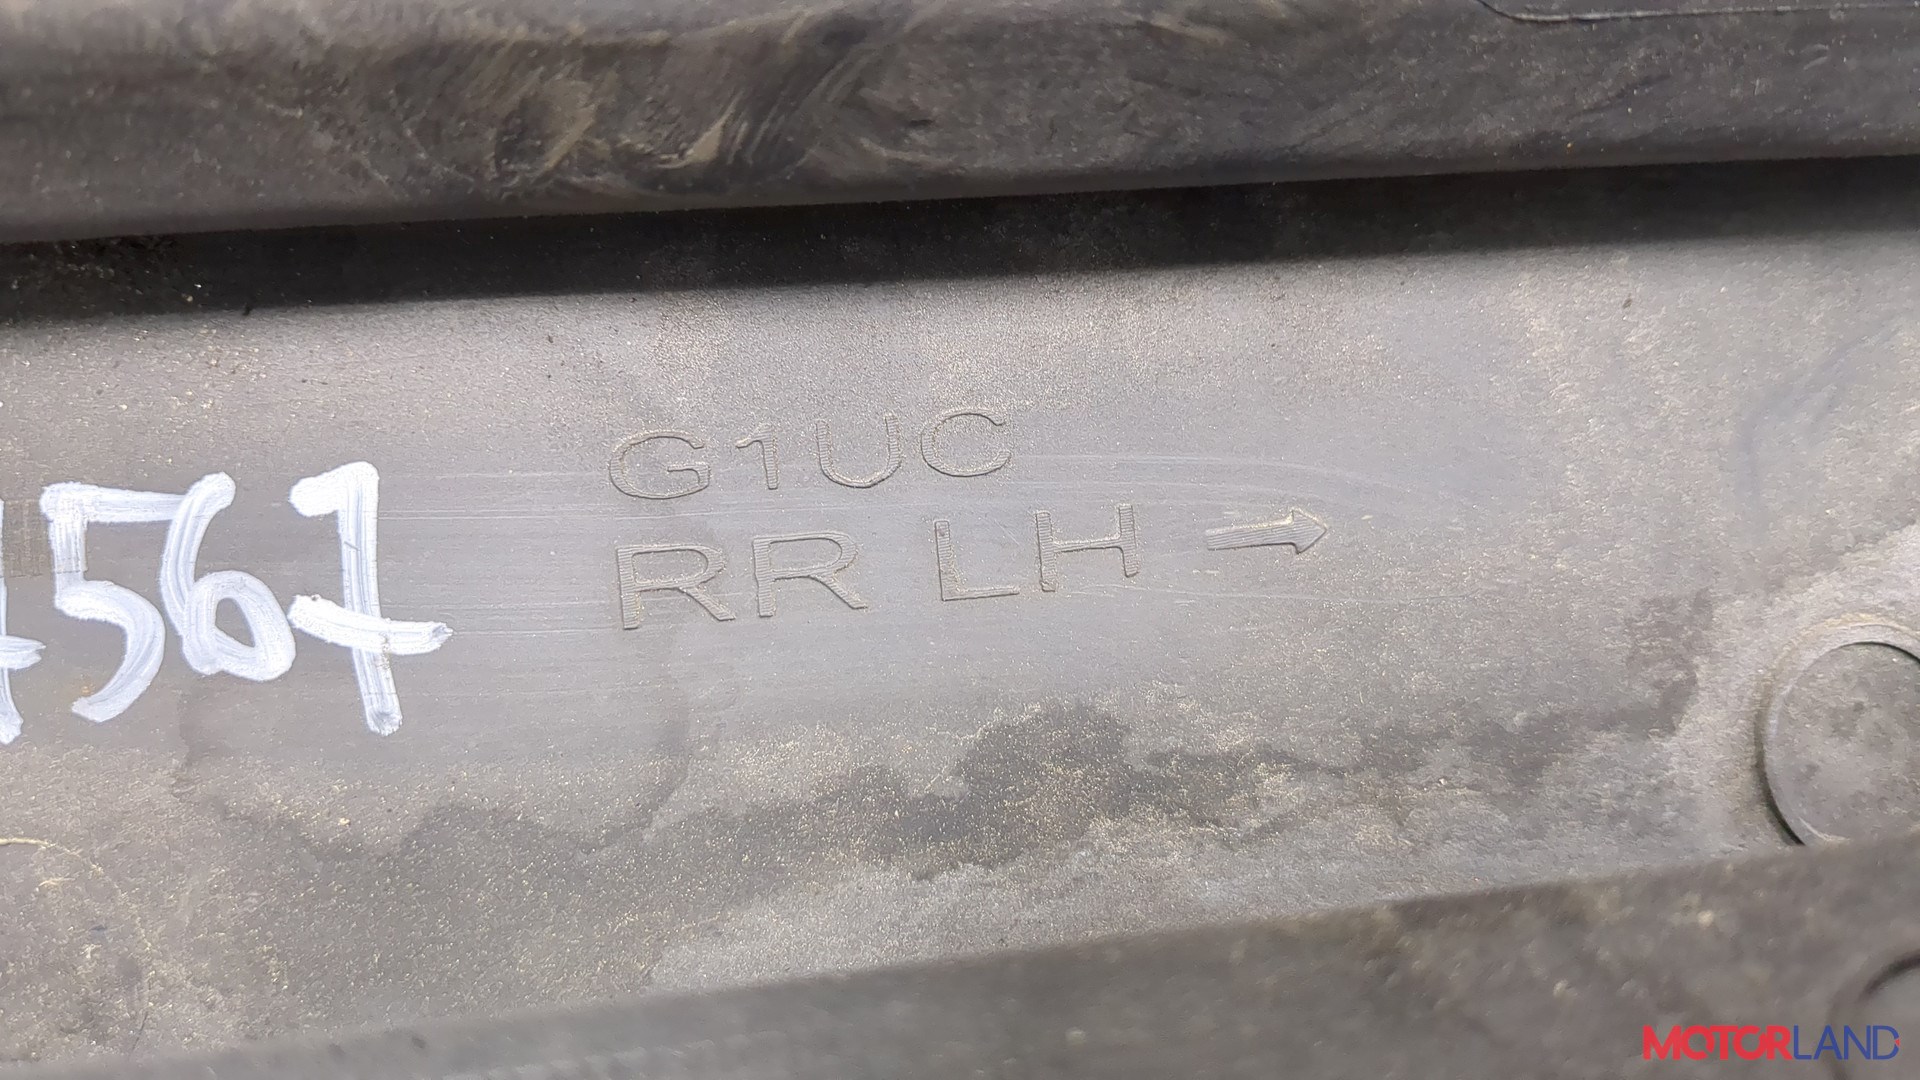 G1UC
567
RR LH →
MOTORLAND